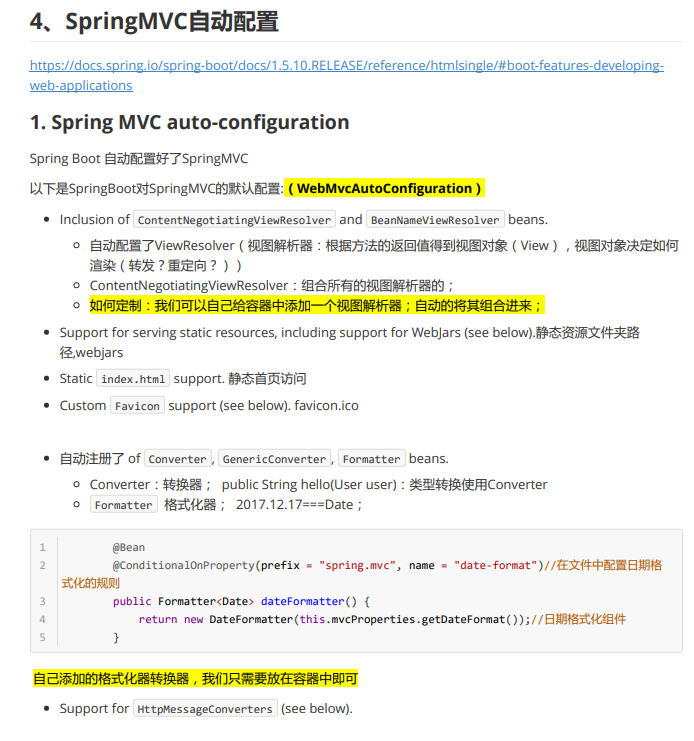 4、SpringMVC自动配置
https://docs.spring.io/spring-boot/docs/1.5.10.RELEASE/reference/htmlsingle/#boot-features-developing-
web-applications
1. Spring MVC auto-configuration
Spring Boot 自动配置好了SpringMVC
以下是SpringBoot对SpringMVC的默认配置:（WebMvcAutoConfiguration）
Inclusion of ContentNegotiatingViewResolver and BeanNameViewResolver beans.
自动配置了ViewResolver（视图解析器：根据方法的返回值得到视图对象（View），视图对象决定如何
渲染（转发？重定向？））
ContentNegotiatingViewResolver：组合所有的视图解析器的；
如何定制：我们可以自己给容器中添加一个视图解析器；自动的将其组合进来；
Support for serving static resources, including support for WebJars (see below).静态资源文件夹路
径,webjars
Static index.html support. 静态首页访问
Custom Favicon support (see below). favicon.ico
自动注册了 of Converter, GenericConverter, Formatter beans.
Converter：转换器； public String hello(User user)：类型转换使用Converter
Formatter 格式化器； 2017.12.17===Date；
1 @Bean
2 @ConditionalOnProperty(prefix = "spring.mvc", name = "date-format")//在文件中配置日期格
式化的规则
3 public Formatter<Date> dateFormatter() {
4 return new DateFormatter(this.mvcProperties.getDateFormat());//日期格式化组件
5 }
自己添加的格式化器转换器，我们只需要放在容器中即可
Support for HttpMessageConverters (see below).